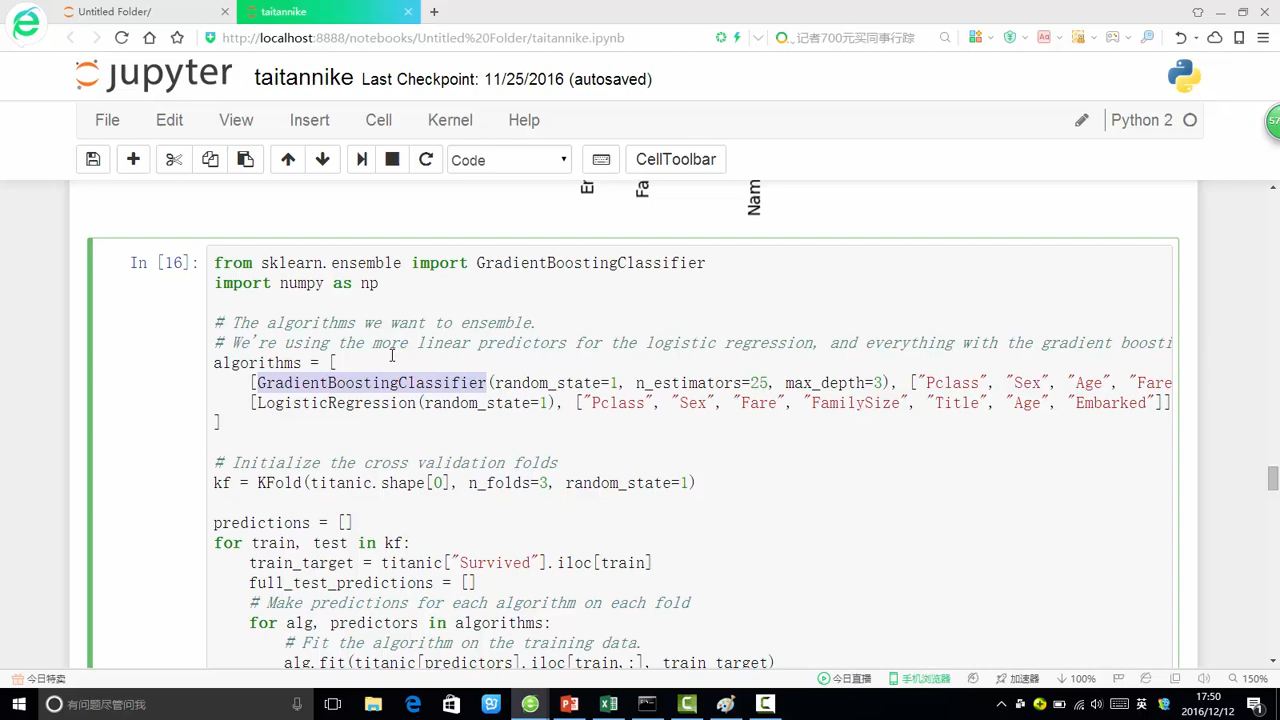 Untitled Folder/
taitannike
http://localhost:8888/notebooks/Untitled%20Folder/taitannike.ipynb
记者700元买同事行踪
jupyter taitannike Last Checkpoint: 11/25/2016 (autosaved)
File Edit View Insert Cell Kernel Help
Python 2
57
Code
CellToolbar
Nam
In [16]:
from sklearn.ensemble import GradientBoostingClassifier
import numpy as np
# The algorithms we want to ensemble.
# We're using the more linear predictors for the logistic regression, and everything with the gradient boosti
algorithms = [
[GradientBoostingClassifier(random_state=1, n_estimators=25, max_depth=3), ["Pclass", "Sex", "Age", "Fare
[LogisticRegression(random_state=1), ["Pclass", "Sex", "Fare", "FamilySize", "Title", "Age", "Embarked"]]
]
# Initialize the cross validation folds
kf = KFold(titanic.shape[0], n_folds=3, random_state=1)
predictions = []
for train, test in kf:
train_target = titanic["Survived"].iloc[train]
full_test_predictions = []
# Make predictions for each algorithm on each fold
for alg, predictors in algorithms:
# Fit the algorithm on the training data.
alg.fit(titanic[predictors].iloc[train,:], train_target)
今日特卖
今日直播
手机浏览器
加速器
100%
150%
有问题尽管问我
英
17:50
2016/12/12